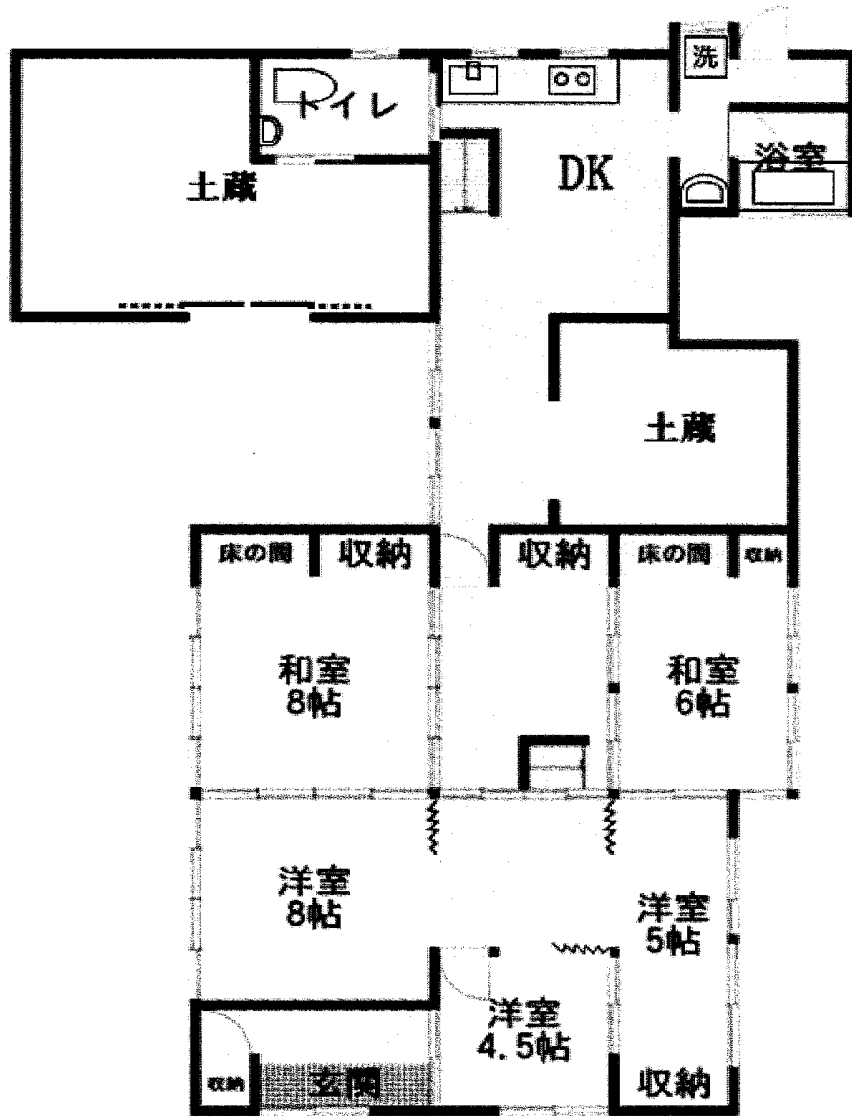 洗
トイレ
浴室
DK
土蔵
土蔵
床の間
収納
収納
床の間
収納
和室
8帖
和室
6帖
洋室
8帖
洋室
5帖
洋室
4.5帖
収納
玄関
収納